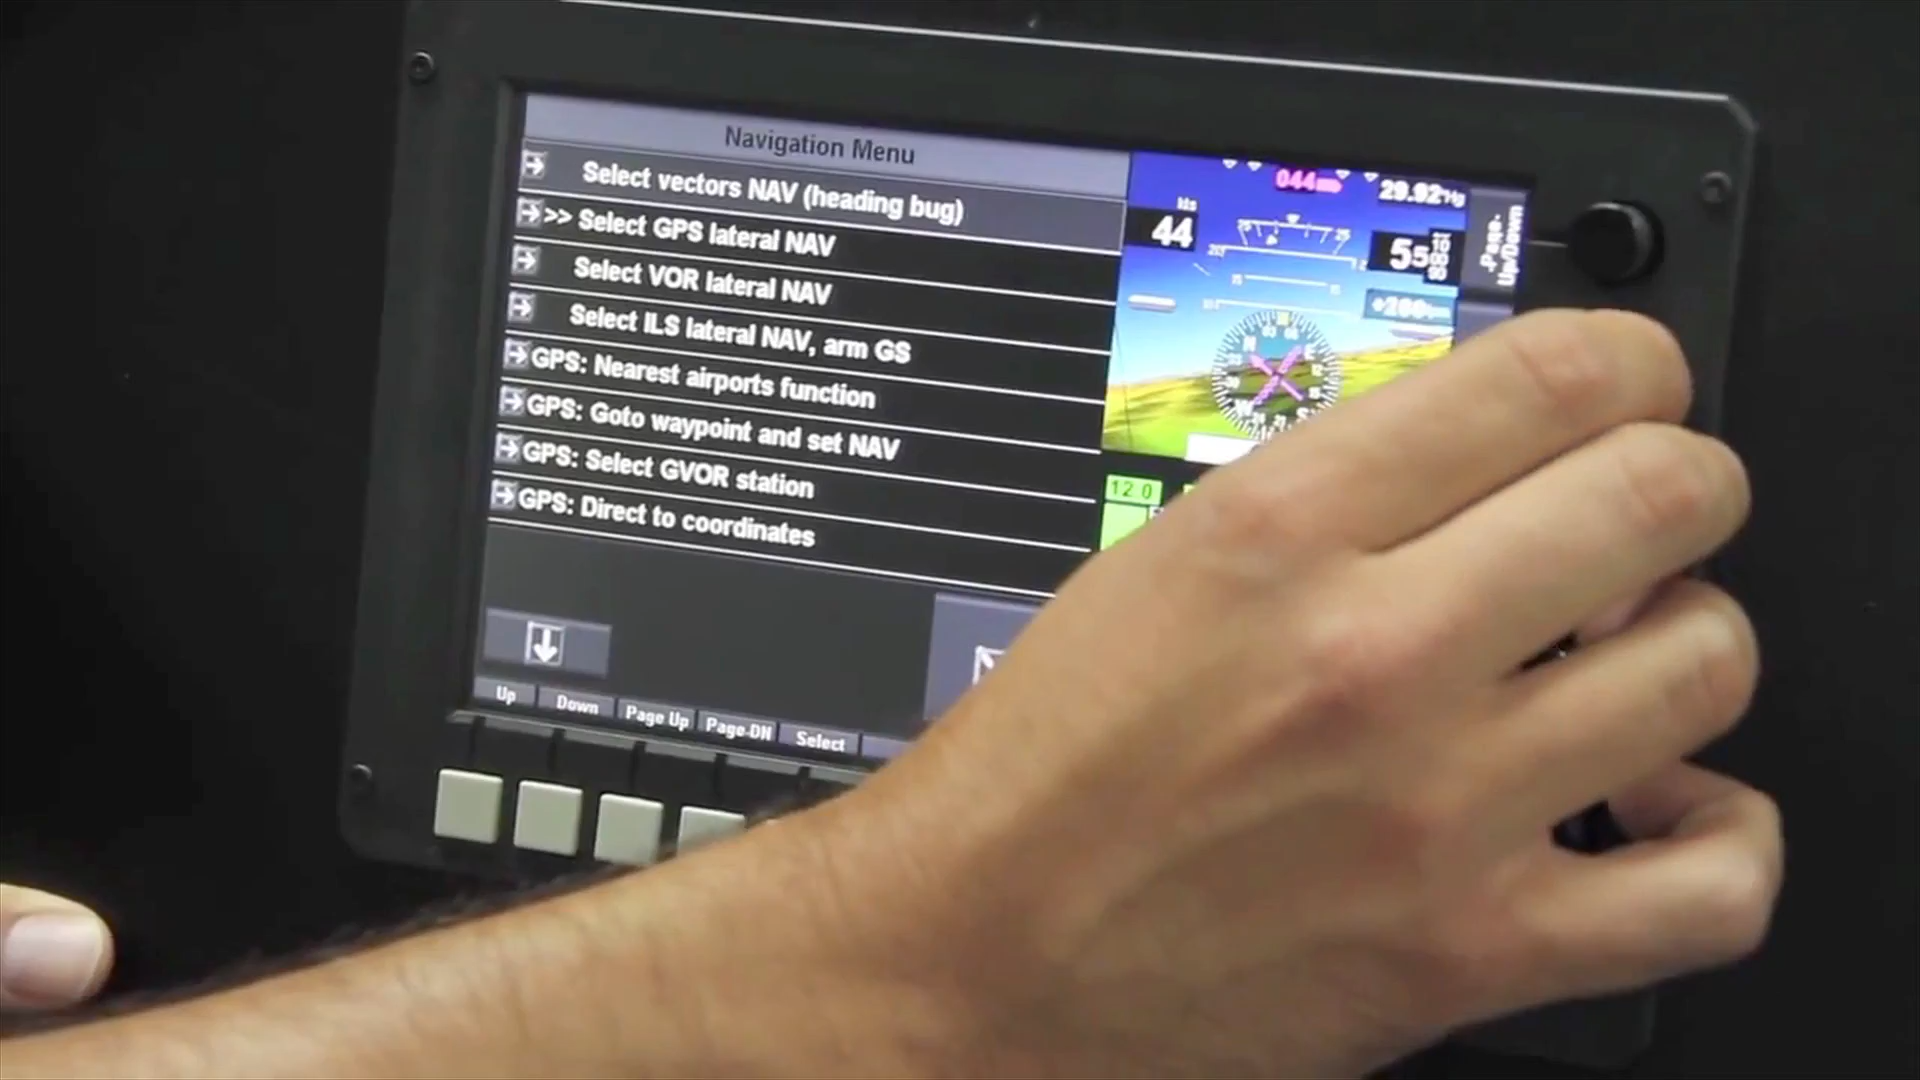 Navigation Menu
Select vectors NAV (heading bug)
>> Select GPS lateral NAV
Select VOR lateral NAV
Select ILS lateral NAV, arm GS
GPS: Nearest airports function
GPS: Goto waypoint and set NAV
GPS: Select GVOR station
GPS: Direct to coordinates
Up
Down
Page Up
Page-DN
Select
044
29.92
44
55
12 0
N
E
W
S
-Page-
Up/Down